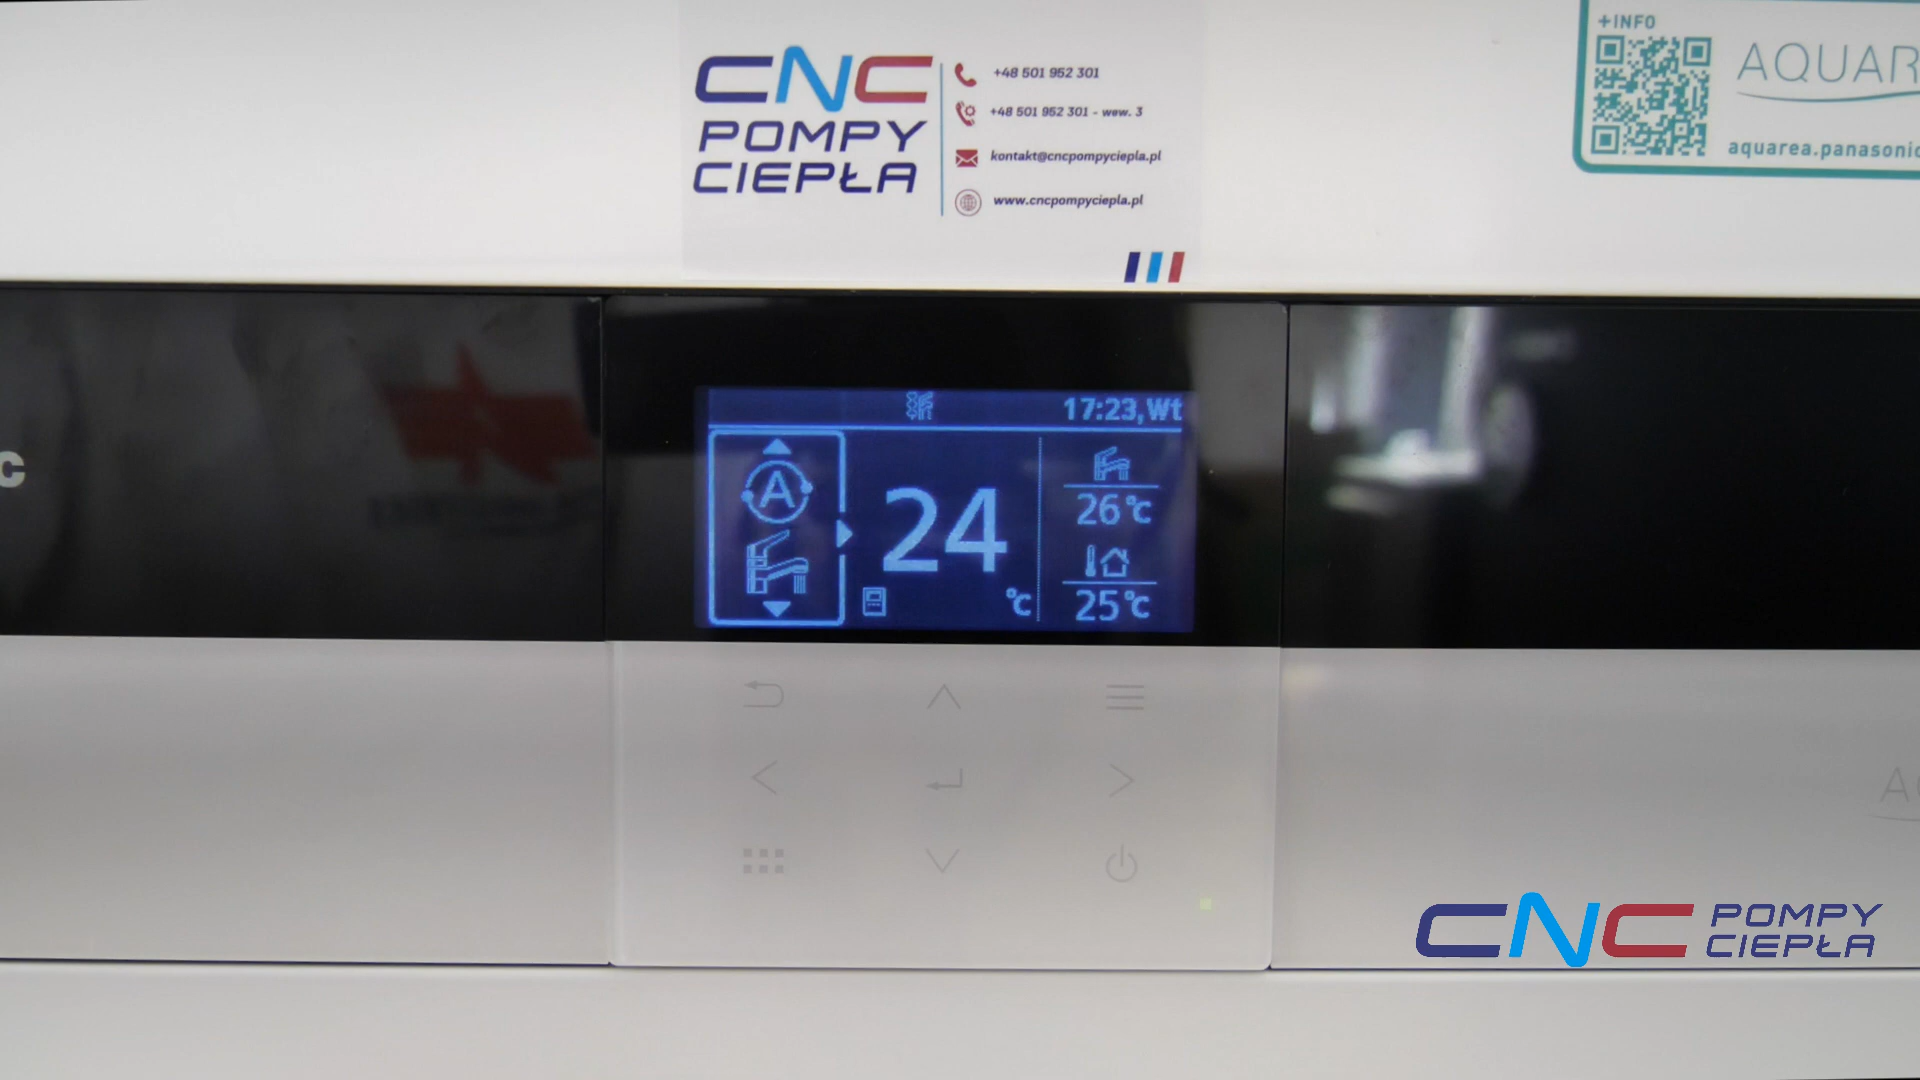 CNC
POMPY
CIEPŁA
+48 501 952 301
+48 501 952 301 - wew. 3
kontakt@cncpompyciepla.pl
www.cncpompyciepla.pl
+INFO
AQUAR
aquarea.panasonic
c
17:23,Wt
A
24
°C
26°C
25°C
CNC POMPY
CIEPŁA